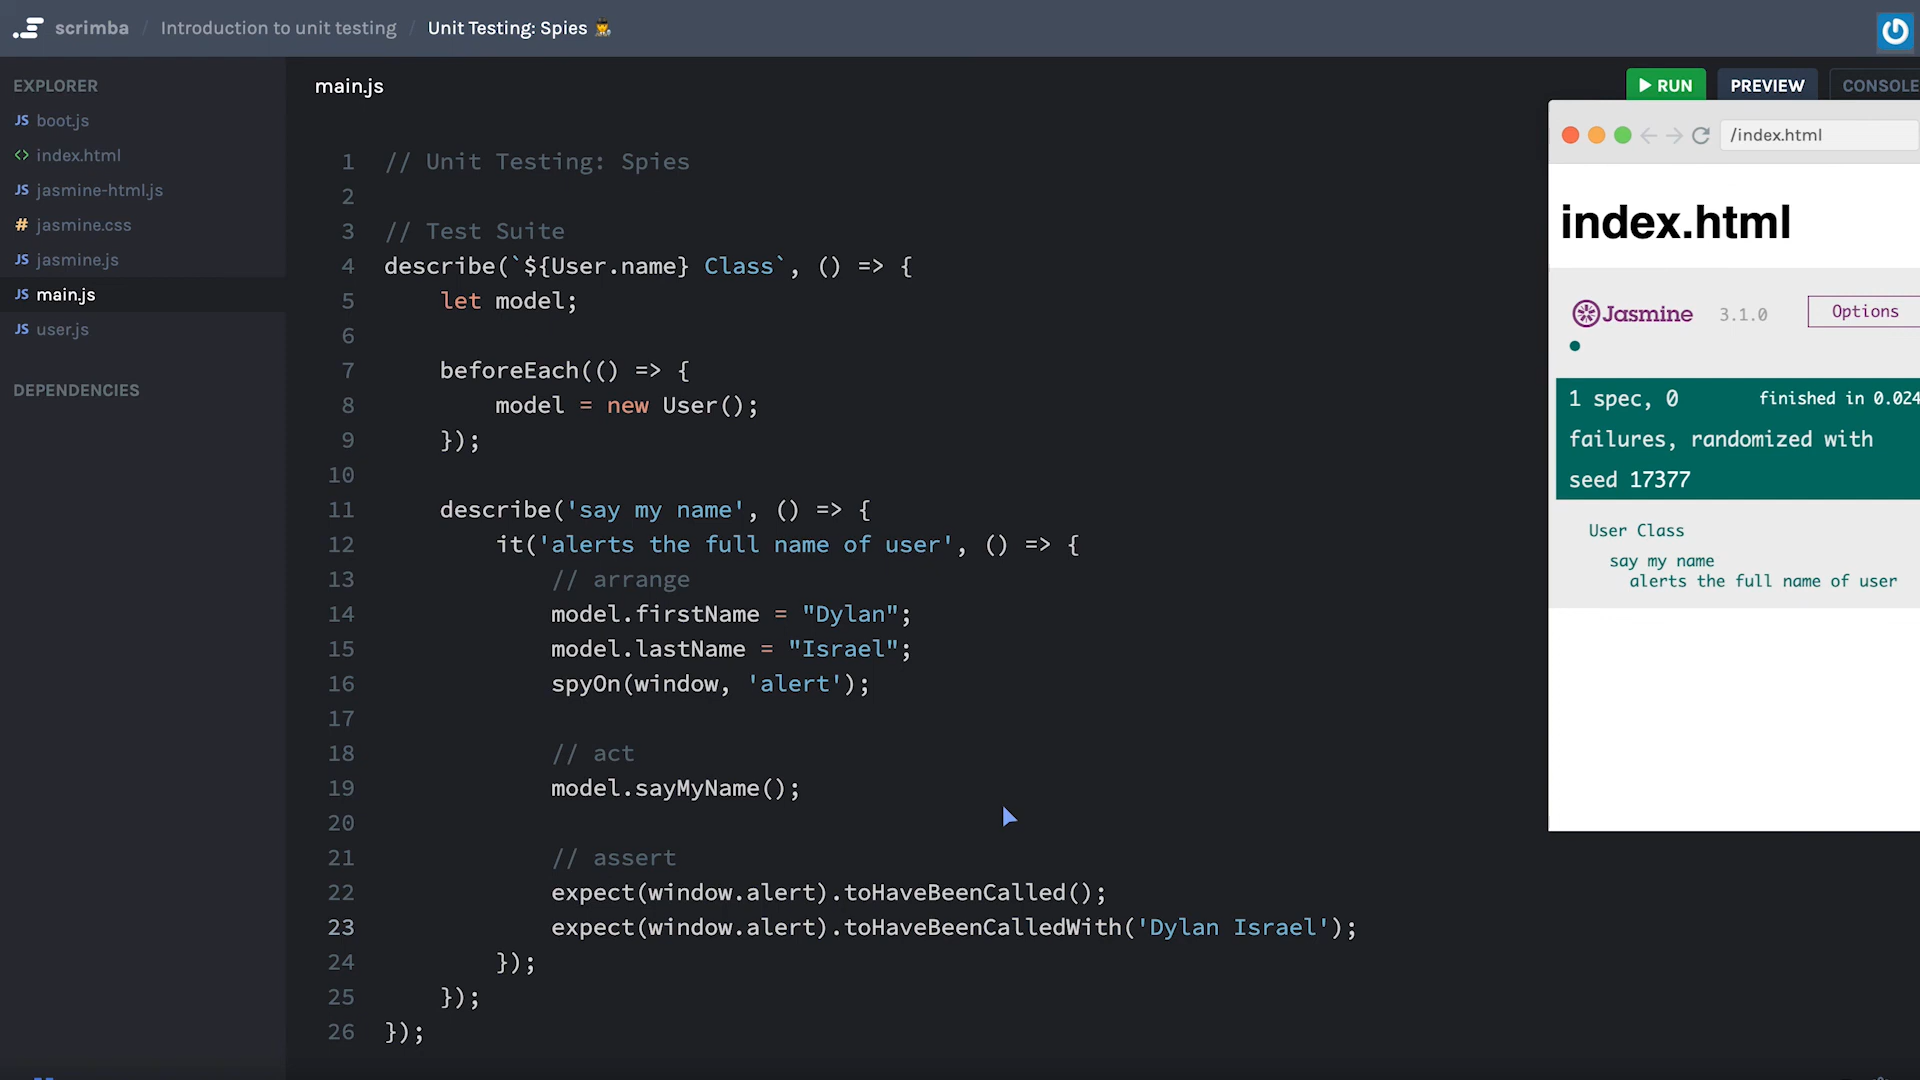 scrimba / Introduction to unit testing / Unit Testing: Spies
EXPLORER
JS boot.js
<> index.html
JS jasmine-html.js
# jasmine.css
JS jasmine.js
JS main.js
JS user.js
DEPENDENCIES
main.js
1 // Unit Testing: Spies
2
3 // Test Suite
4 describe(`${User.name} Class`, () => {
5 let model;
6
7 beforeEach(() => {
8 model = new User();
9 });
10
11 describe('say my name', () => {
12 it('alerts the full name of user', () => {
13 // arrange
14 model.firstName = "Dylan";
15 model.lastName = "Israel";
16 spyOn(window, 'alert');
17
18 // act
19 model.sayMyName();
20
21 // assert
22 expect(window.alert).toHaveBeenCalled();
23 expect(window.alert).toHaveBeenCalledWith('Dylan Israel');
24 });
25 });
26 });
RUN PREVIEW CONSOLE
/index.html
index.html
Jasmine 3.1.0 Options
1 spec, 0 finished in 0.024
failures, randomized with
seed 17377
User Class
say my name
alerts the full name of user